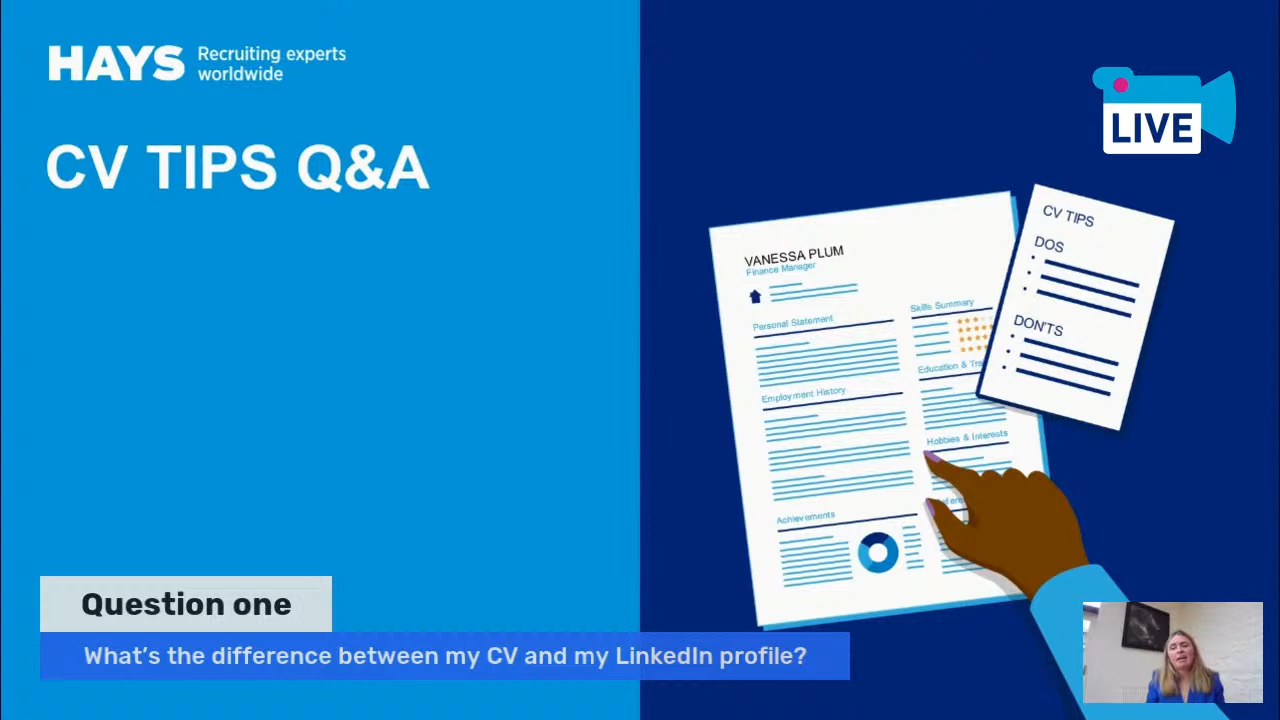 HAYS Recruiting experts
worldwide
CV TIPS Q&A
LIVE
CV TIPS
DOS
DON'TS
VANESSA PLUM
Finance Manager
Personal Statement
Employment History
Achievements
Skills Summary
Education &
Hobbies & Interests
Question one
What's the difference between my CV and my LinkedIn profile?